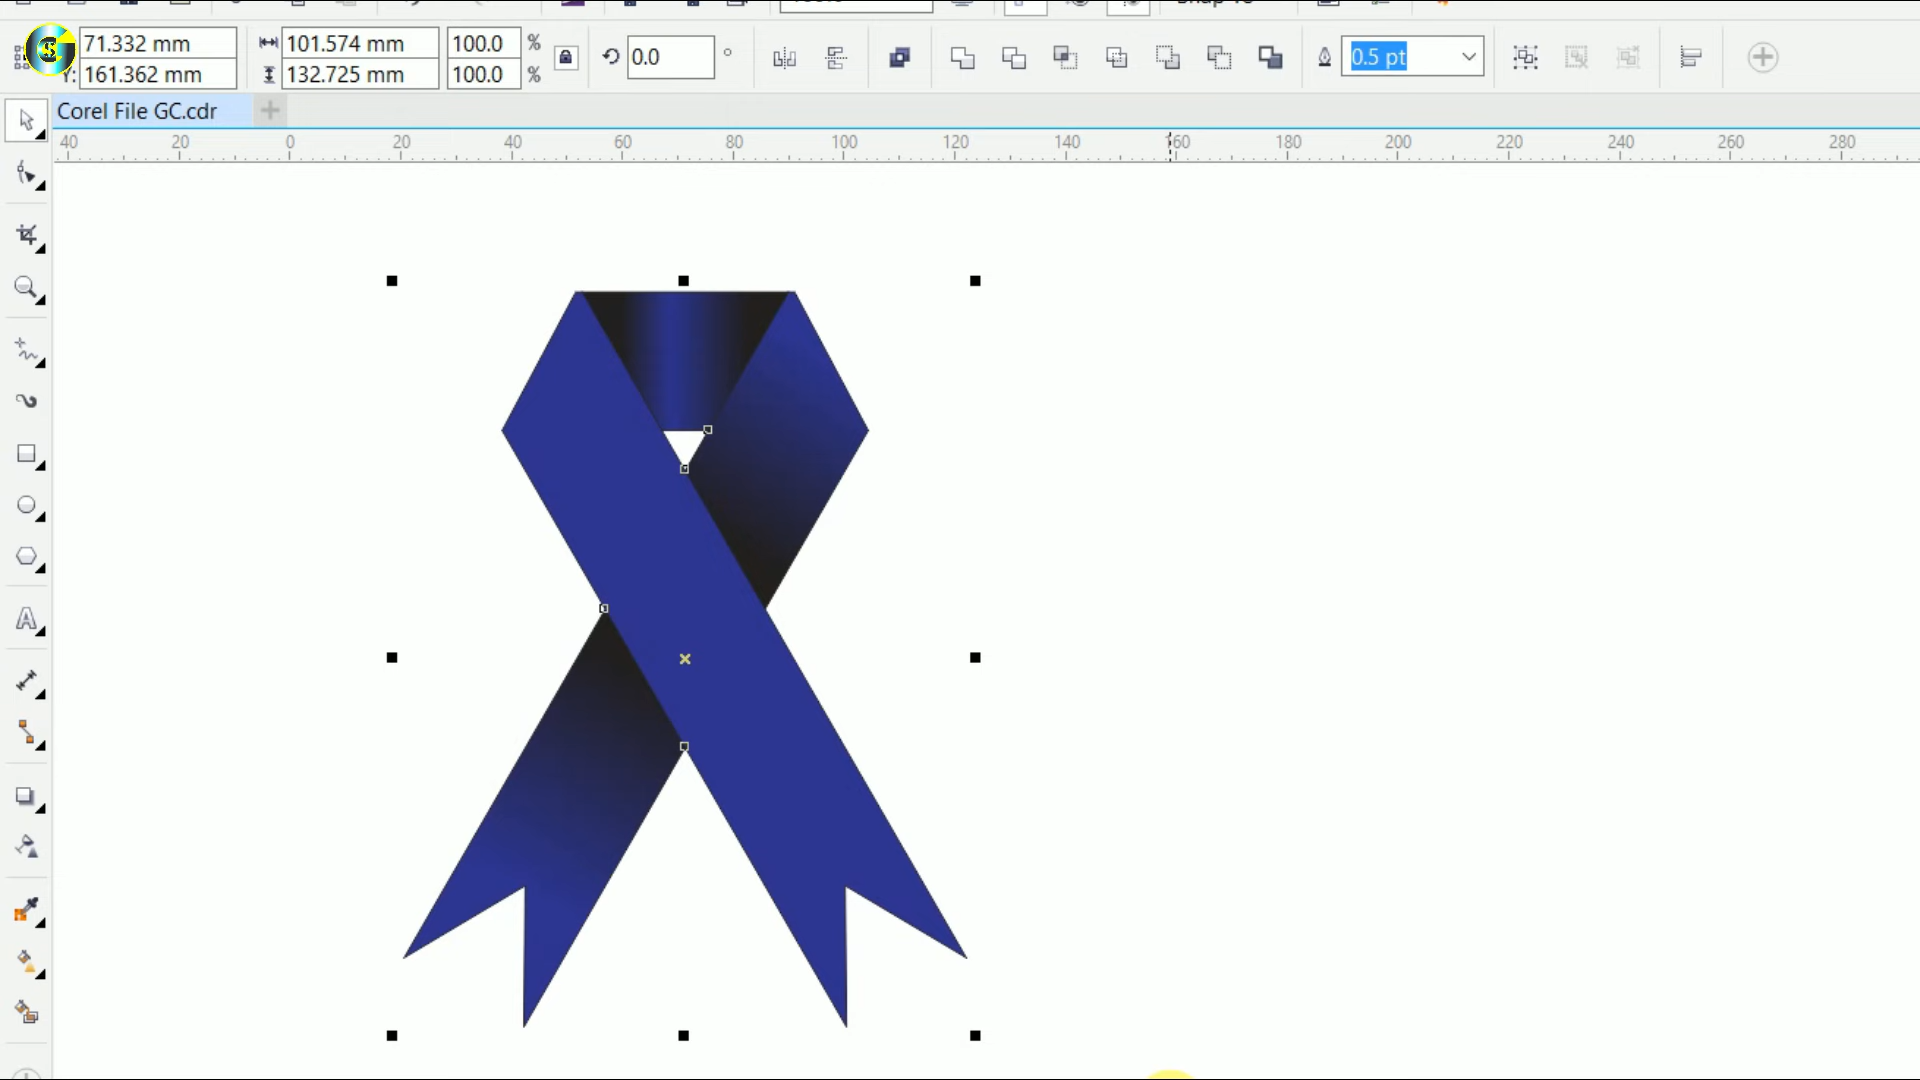 71.332 mm
101.574 mm
100.0 %
0.0 °
0.5 pt
Y: 161.362 mm
132.725 mm
100.0 %
Corel File GC.cdr
40 20 0 20 40 60 80 100 120 140 160 180 200 220 240 260 280